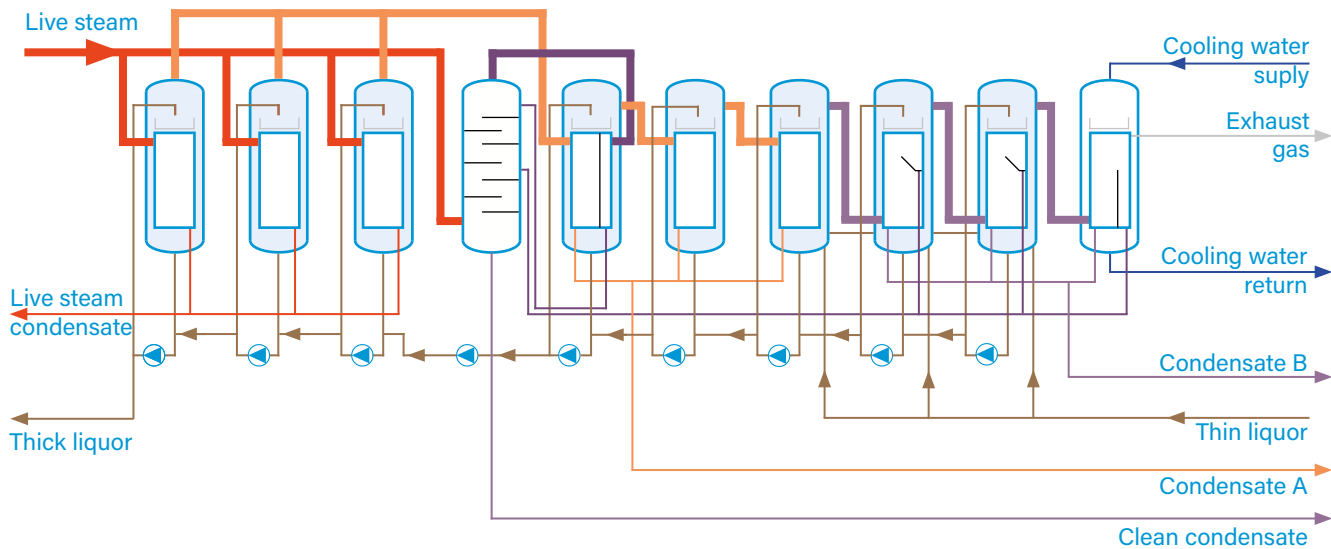 Live steam
Cooling water
suply
Exhaust
gas
Cooling water
return
Live steam
condensate
Condensate B
Thin liquor
Thick liquor
Condensate A
Clean condensate